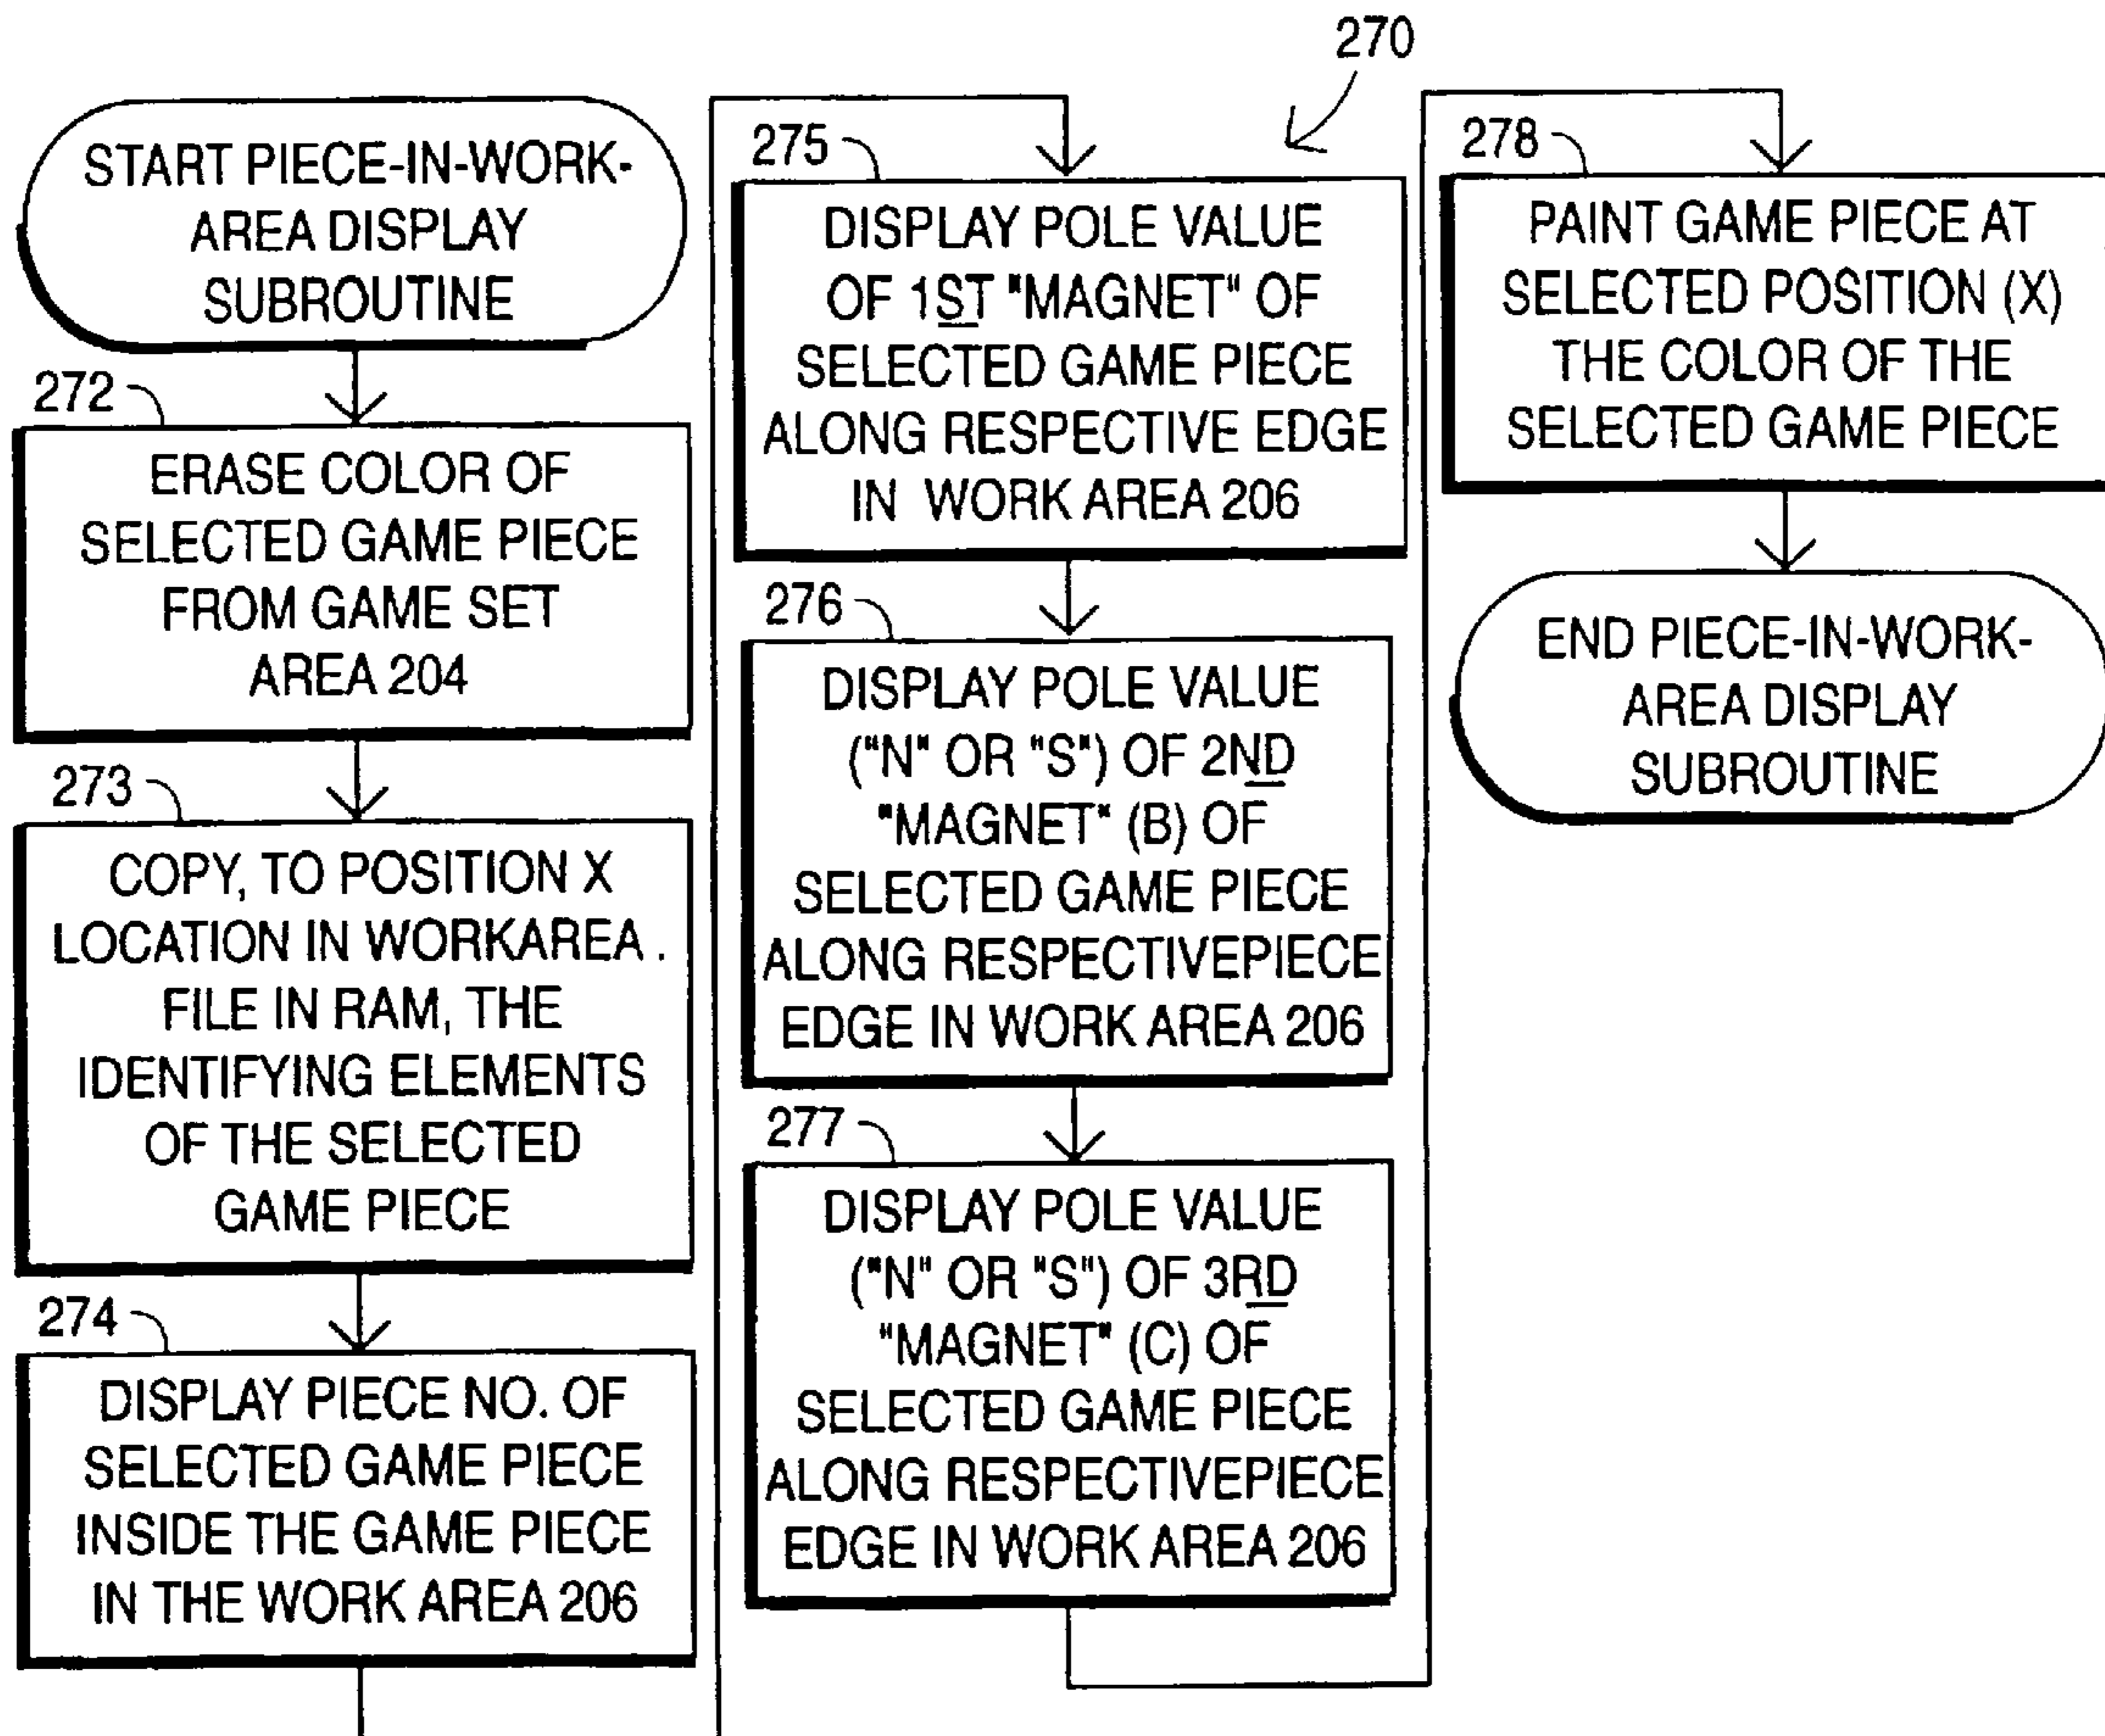 START PIECE-IN-WORK-
AREA DISPLAY
SUBROUTINE
272
ERASE COLOR OF
SELECTED GAME PIECE
FROM GAME SET
AREA 204
273
COPY, TO POSITION X
LOCATION IN WORKAREA .
FILE IN RAM, THE
IDENTIFYING ELEMENTS
OF THE SELECTED
GAME PIECE
274
DISPLAY PIECE NO. OF
SELECTED GAME PIECE
INSIDE THE GAME PIECE
IN THE WORK AREA 206
270
275
DISPLAY POLE VALUE
OF 1ST "MAGNET" OF
SELECTED GAME PIECE
ALONG RESPECTIVE EDGE
IN WORK AREA 206
276
DISPLAY POLE VALUE
("N" OR "S") OF 2ND
"MAGNET" (B) OF
SELECTED GAME PIECE
ALONG RESPECTIVEPIECE
EDGE IN WORK AREA 206
277
DISPLAY POLE VALUE
("N" OR "S") OF 3RD
"MAGNET" (C) OF
SELECTED GAME PIECE
ALONG RESPECTIVEPIECE
EDGE IN WORK AREA 206
278
PAINT GAME PIECE AT
SELECTED POSITION (X)
THE COLOR OF THE
SELECTED GAME PIECE
END PIECE-IN-WORK-
AREA DISPLAY
SUBROUTINE